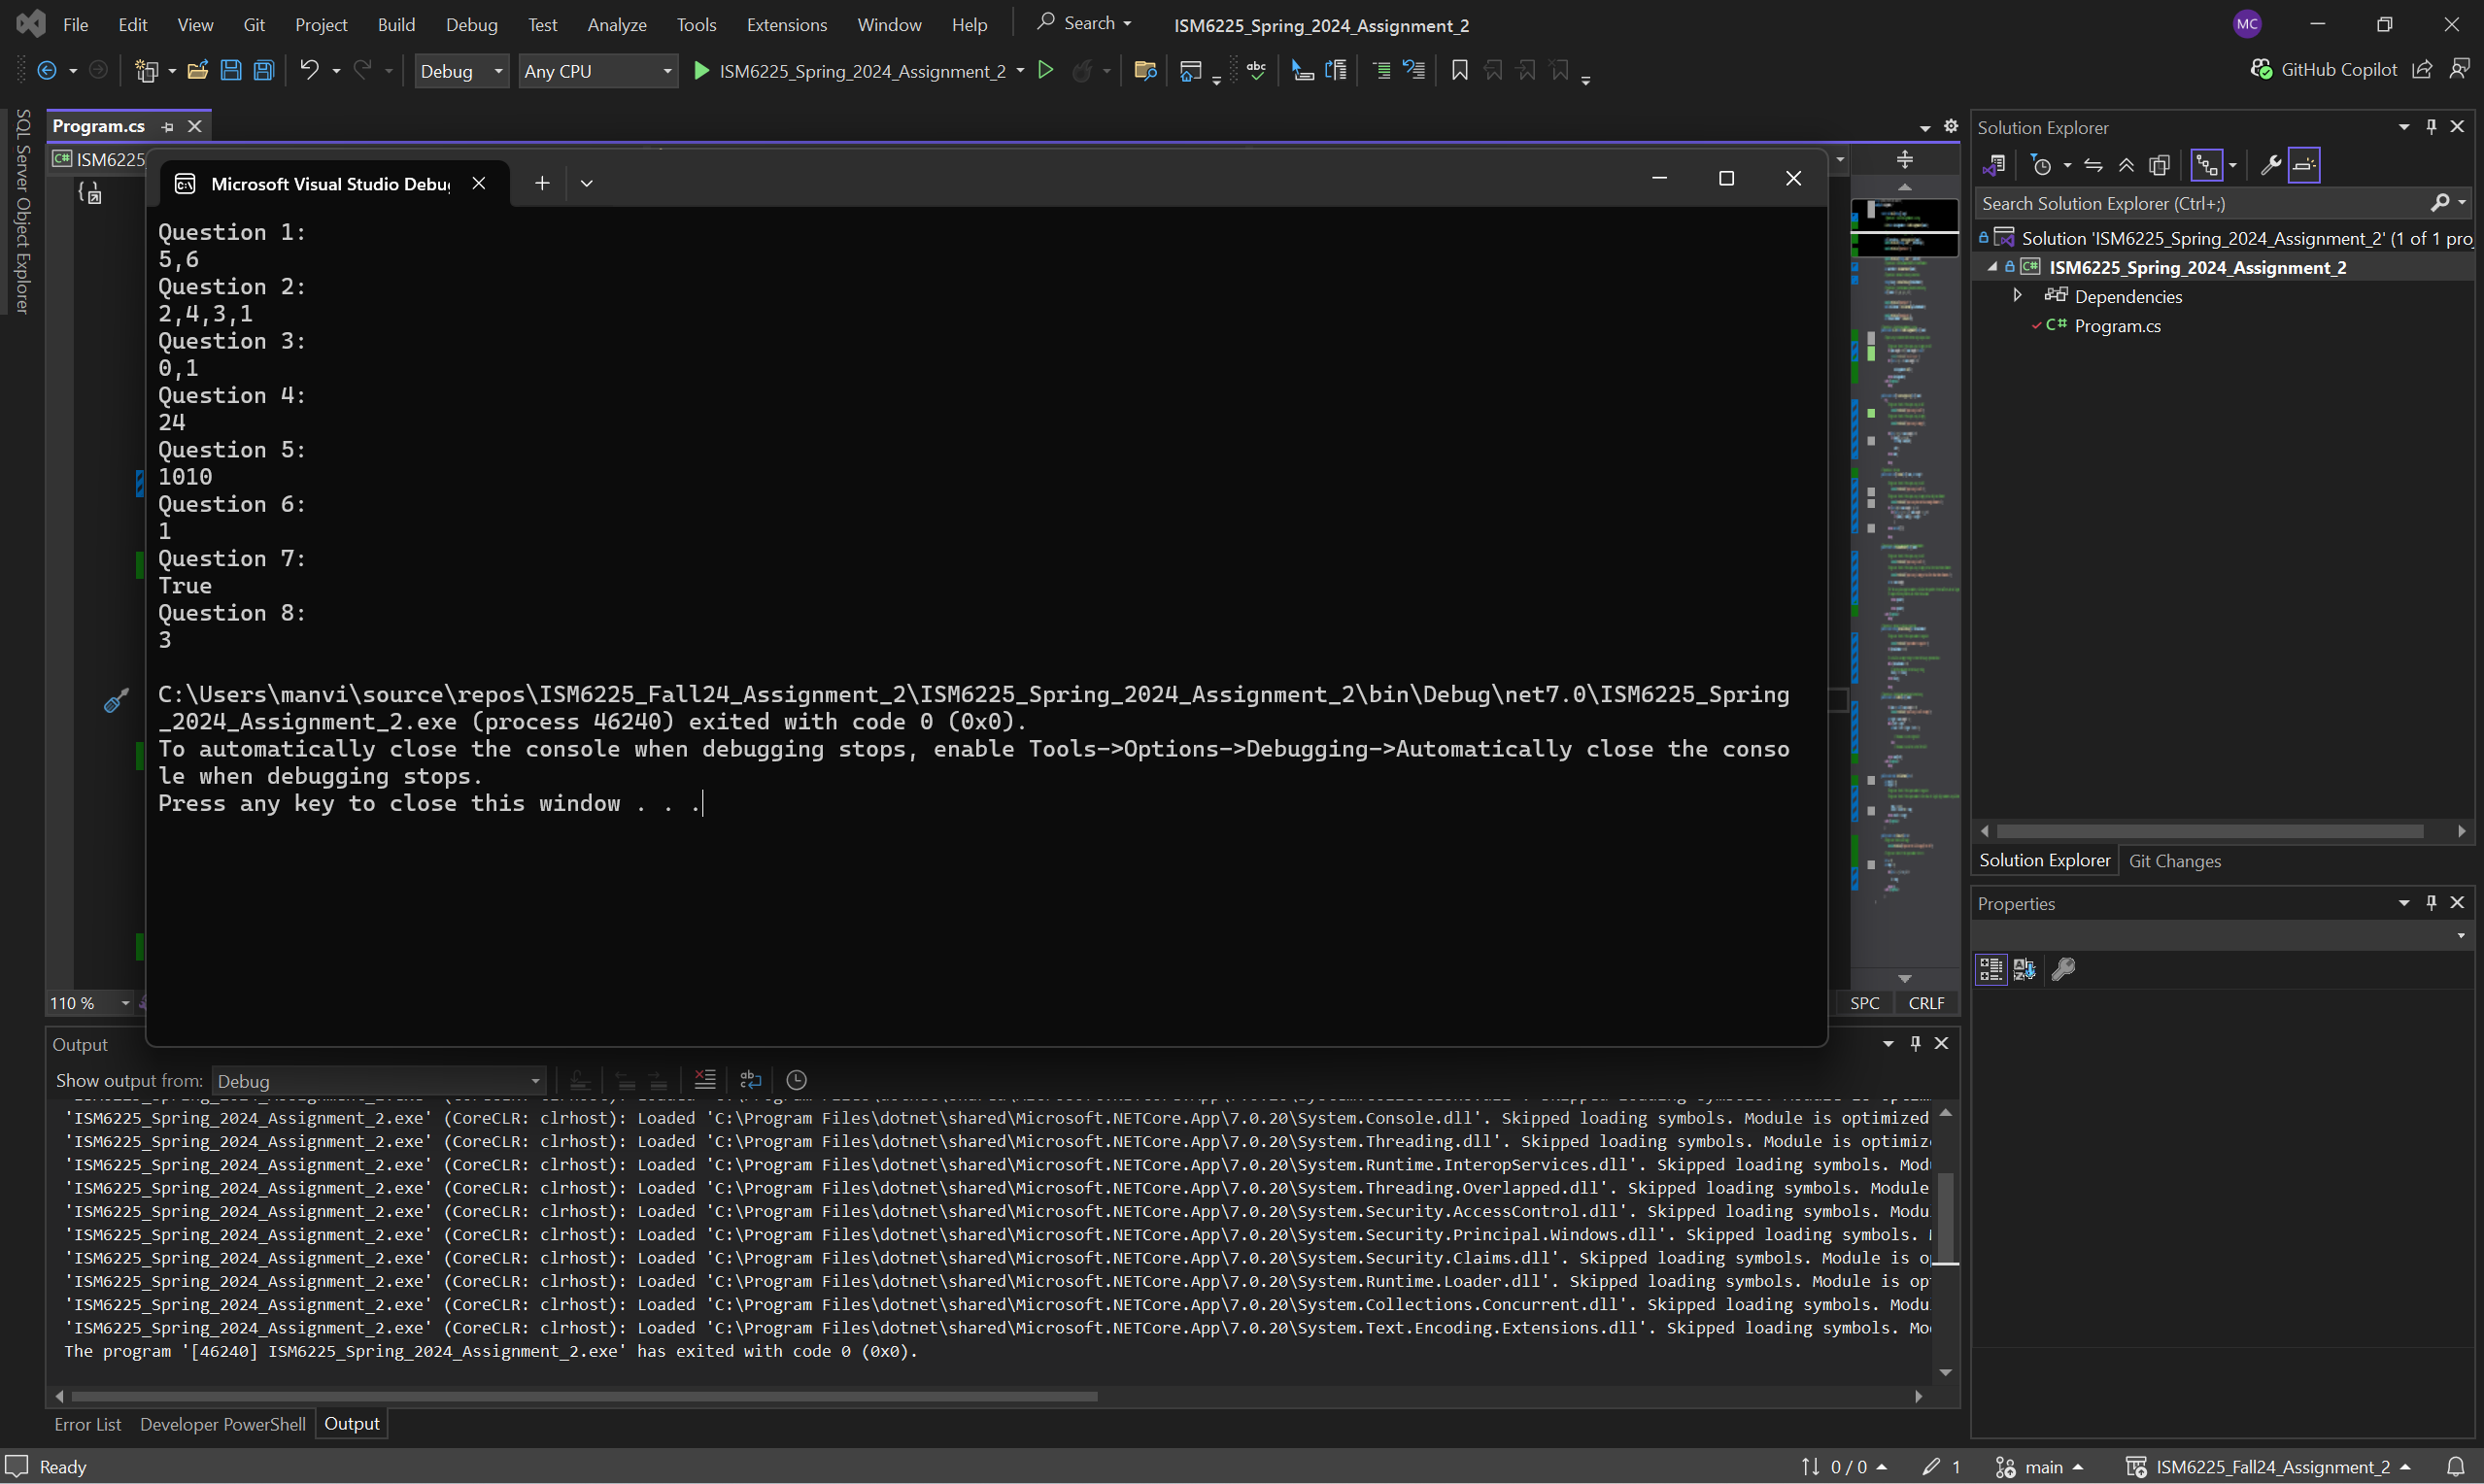 File Edit View Git Project Build Debug Test Analyze Tools Extensions Window Help Search ISM6225_Spring_2024_Assignment_2 MC
Debug Any CPU ISM6225_Spring_2024_Assignment_2 GitHub Copilot
SQL Server Object Explorer
Program.cs
C# ISM6225
Microsoft Visual Studio Debu
Question 1:
5,6
Question 2:
2,4,3,1
Question 3:
0,1
Question 4:
24
Question 5:
1010
Question 6:
1
Question 7:
True
Question 8:
3
C:\Users\manvi\source\repos\ISM6225_Fall24_Assignment_2\ISM6225_Spring_2024_Assignment_2\bin\Debug\net7.0\ISM6225_Spring
_2024_Assignment_2.exe (process 46240) exited with code 0 (0x0).
To automatically close the console when debugging stops, enable Tools->Options->Debugging->Automatically close the conso
le when debugging stops.
Press any key to close this window . . .
110 % SPC CRLF
Solution Explorer
Search Solution Explorer (Ctrl+;)
Solution 'ISM6225_Spring_2024_Assignment_2' (1 of 1 pro
C# ISM6225_Spring_2024_Assignment_2
Dependencies
C# Program.cs
Solution Explorer Git Changes
Properties
Output
Show output from: Debug
'ISM6225_Spring_2024_Assignment_2.exe' (CoreCLR: clrhost): Loaded 'C:\Program Files\dotnet\shared\Microsoft.NETCore.App\7.0.20\System.Console.dll'. Skipped loading symbols. Module is optimized
'ISM6225_Spring_2024_Assignment_2.exe' (CoreCLR: clrhost): Loaded 'C:\Program Files\dotnet\shared\Microsoft.NETCore.App\7.0.20\System.Threading.dll'. Skipped loading symbols. Module is optimiz
'ISM6225_Spring_2024_Assignment_2.exe' (CoreCLR: clrhost): Loaded 'C:\Program Files\dotnet\shared\Microsoft.NETCore.App\7.0.20\System.Runtime.InteropServices.dll'. Skipped loading symbols. Mod
'ISM6225_Spring_2024_Assignment_2.exe' (CoreCLR: clrhost): Loaded 'C:\Program Files\dotnet\shared\Microsoft.NETCore.App\7.0.20\System.Threading.Overlapped.dll'. Skipped loading symbols. Module
'ISM6225_Spring_2024_Assignment_2.exe' (CoreCLR: clrhost): Loaded 'C:\Program Files\dotnet\shared\Microsoft.NETCore.App\7.0.20\System.Security.AccessControl.dll'. Skipped loading symbols. Modu
'ISM6225_Spring_2024_Assignment_2.exe' (CoreCLR: clrhost): Loaded 'C:\Program Files\dotnet\shared\Microsoft.NETCore.App\7.0.20\System.Security.Principal.Windows.dll'. Skipped loading symbols.
'ISM6225_Spring_2024_Assignment_2.exe' (CoreCLR: clrhost): Loaded 'C:\Program Files\dotnet\shared\Microsoft.NETCore.App\7.0.20\System.Security.Claims.dll'. Skipped loading symbols. Module is o
'ISM6225_Spring_2024_Assignment_2.exe' (CoreCLR: clrhost): Loaded 'C:\Program Files\dotnet\shared\Microsoft.NETCore.App\7.0.20\System.Runtime.Loader.dll'. Skipped loading symbols. Module is op
'ISM6225_Spring_2024_Assignment_2.exe' (CoreCLR: clrhost): Loaded 'C:\Program Files\dotnet\shared\Microsoft.NETCore.App\7.0.20\System.Collections.Concurrent.dll'. Skipped loading symbols. Modu
'ISM6225_Spring_2024_Assignment_2.exe' (CoreCLR: clrhost): Loaded 'C:\Program Files\dotnet\shared\Microsoft.NETCore.App\7.0.20\System.Text.Encoding.Extensions.dll'. Skipped loading symbols. Mo
The program '[46240] ISM6225_Spring_2024_Assignment_2.exe' has exited with code 0 (0x0).
Error List Developer PowerShell Output
Ready 0 / 0 1 main ISM6225_Fall24_Assignment_2